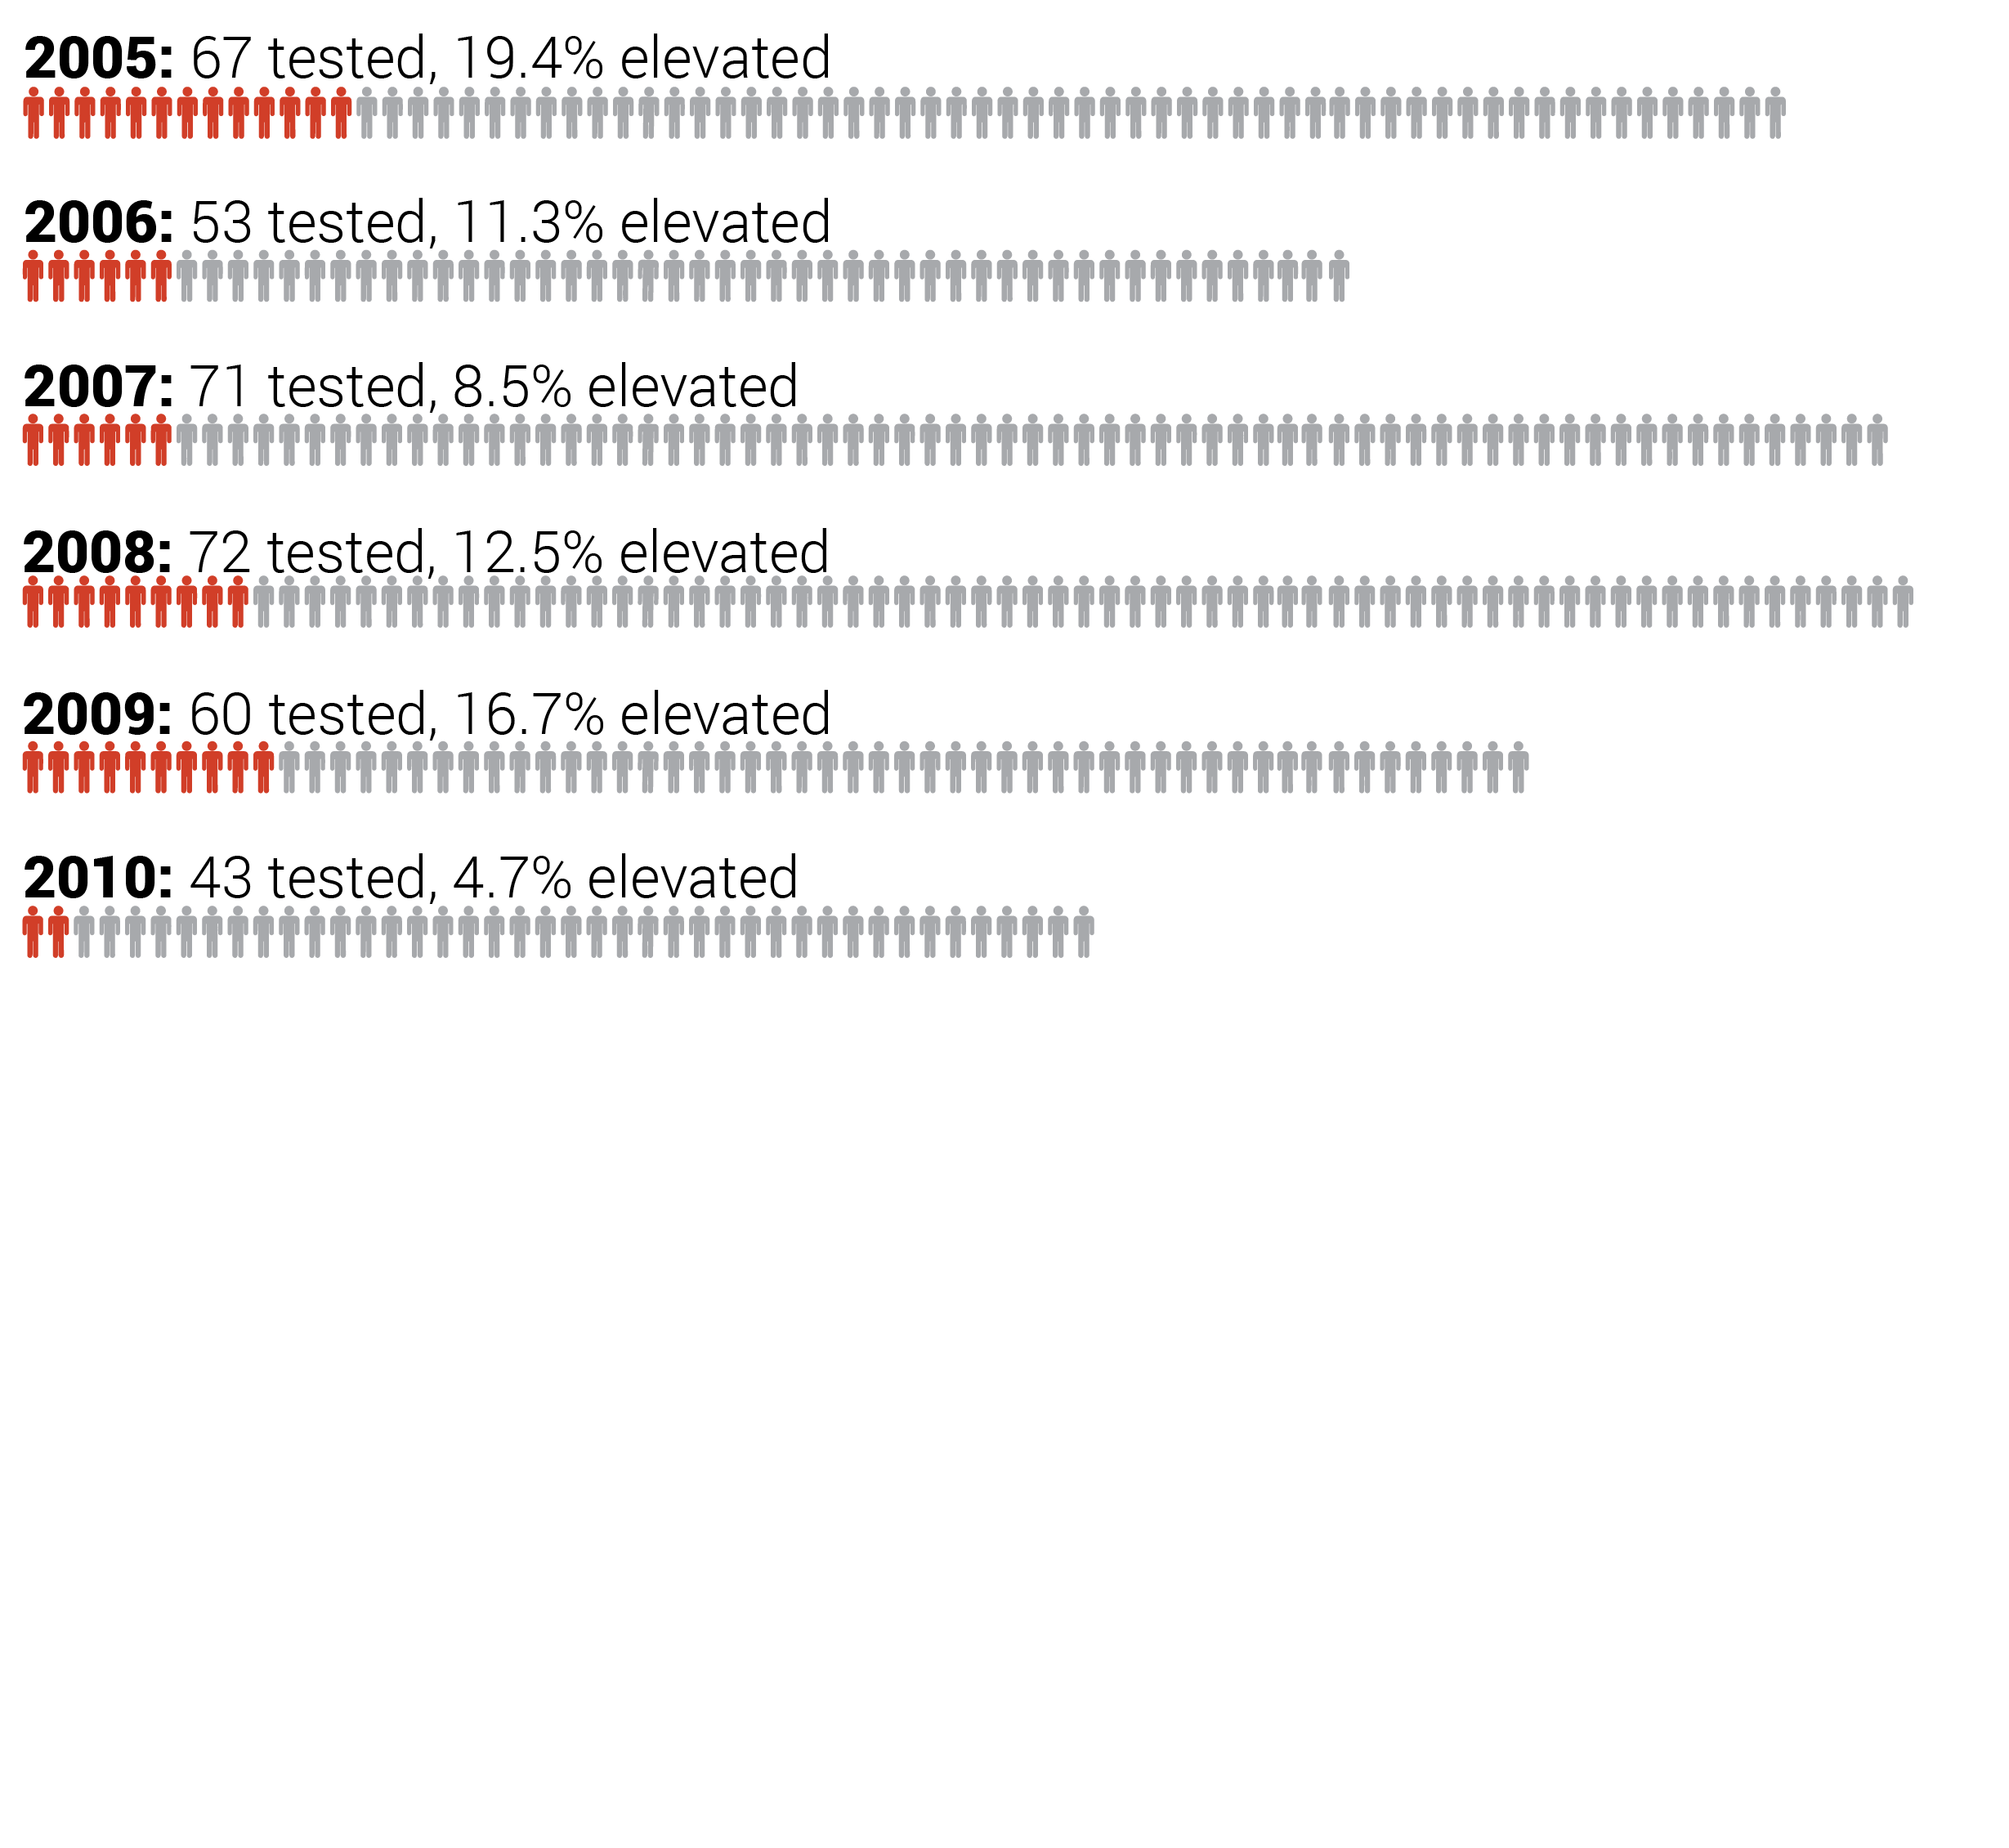 2005: 67 tested, 19.4% elevated
2006: 53 tested, 11.3% elevated
2007: 71 tested, 8.5% elevated
2008: 72 tested, 12.5% elevated
2009: 60 tested, 16.7% elevated
2010: 43 tested, 4.7% elevated